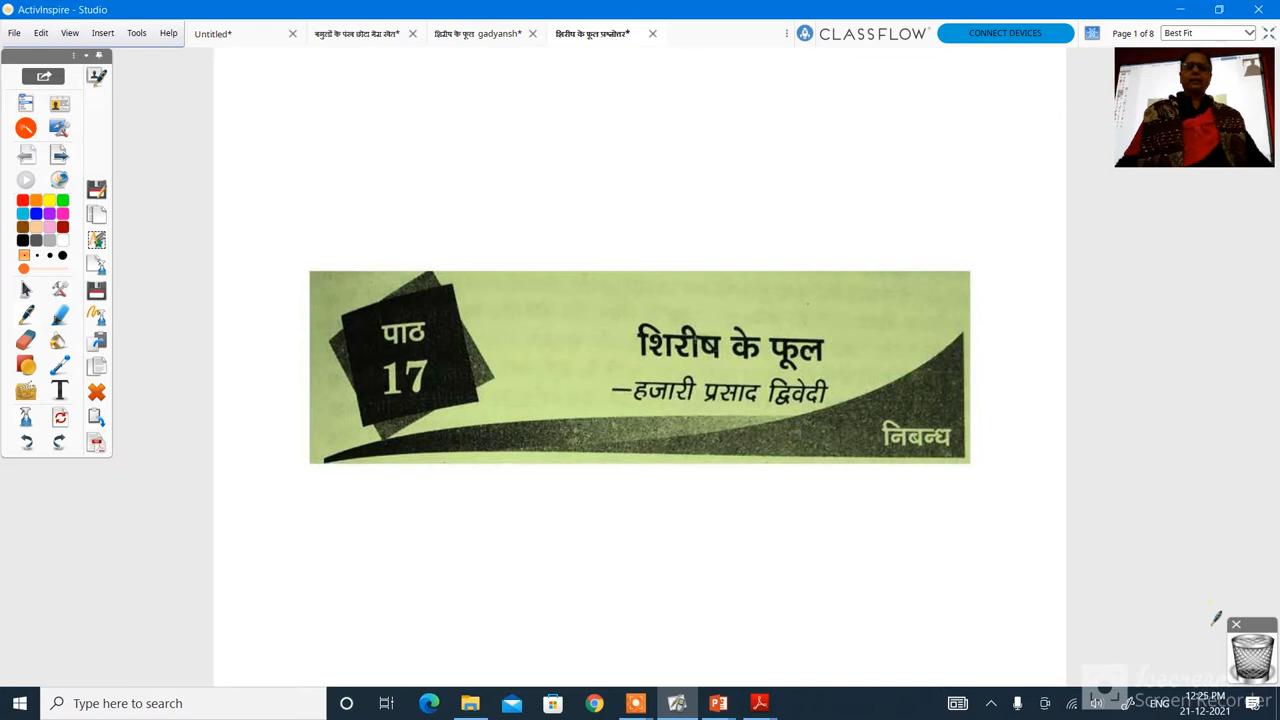 ActivInspire - Studio
File Edit View Insert Tools Help
Untitled*
शिरीष के फूल gadyansh*
शिरीष के फूल प्रश्नोत्तर*
CLASSFLOW
CONNECT DEVICES
Page 1 of 8
Best Fit
पाठ
17
शिरीष के फूल
—हजारी प्रसाद द्विवेदी
निबन्ध
Screen Recorder
Type here to search
ENG
12:25 PM
21-12-2021